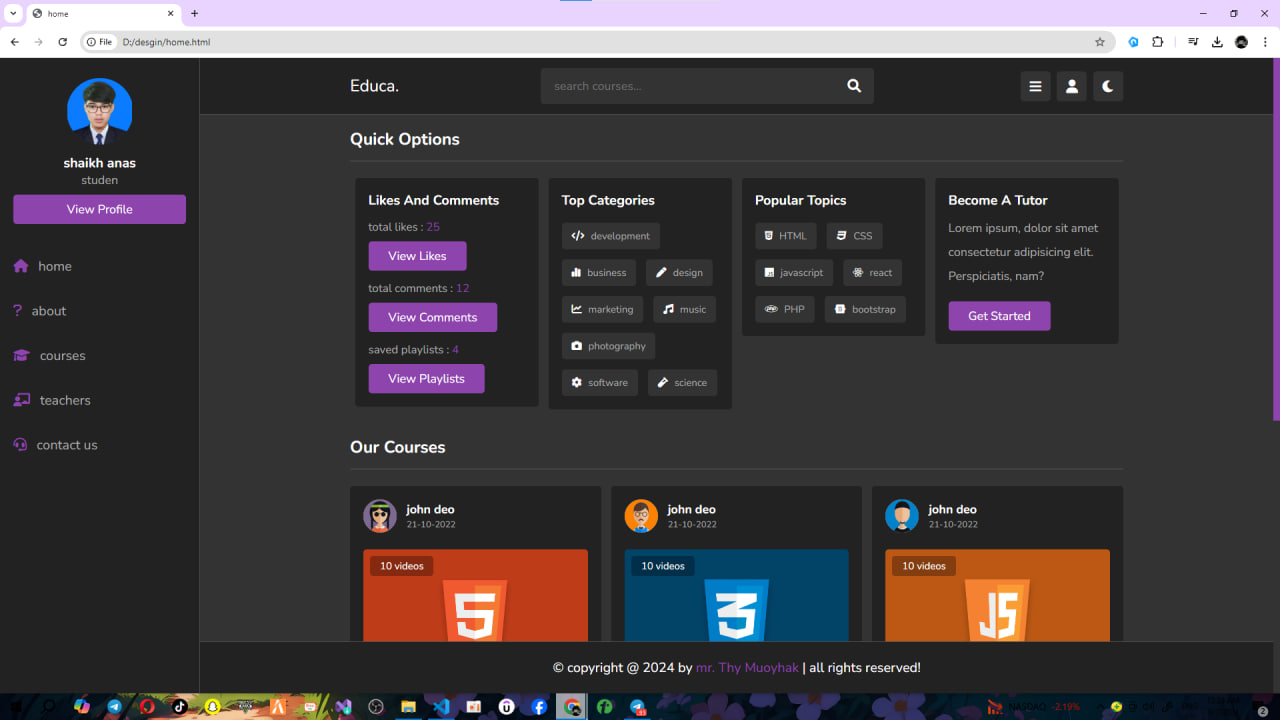 home
File D:/desgin/home.html
shaikh anas
studen
View Profile
home
about
courses
teachers
contact us
Educa.
search courses...
Quick Options
Likes And Comments
total likes : 25
View Likes
total comments : 12
View Comments
saved playlists : 4
View Playlists
Top Categories
development
business design
marketing music
photography
software science
Popular Topics
HTML CSS
javascript react
PHP bootstrap
Become A Tutor
Lorem ipsum, dolor sit amet
consectetur adipisicing elit.
Perspiciatis, nam?
Get Started
Our Courses
john deo
21-10-2022
10 videos
5
john deo
21-10-2022
10 videos
3
john deo
21-10-2022
10 videos
JS
© copyright @ 2024 by mr. Thy Muoyhak | all rights reserved!
NASDAQ -2.19%